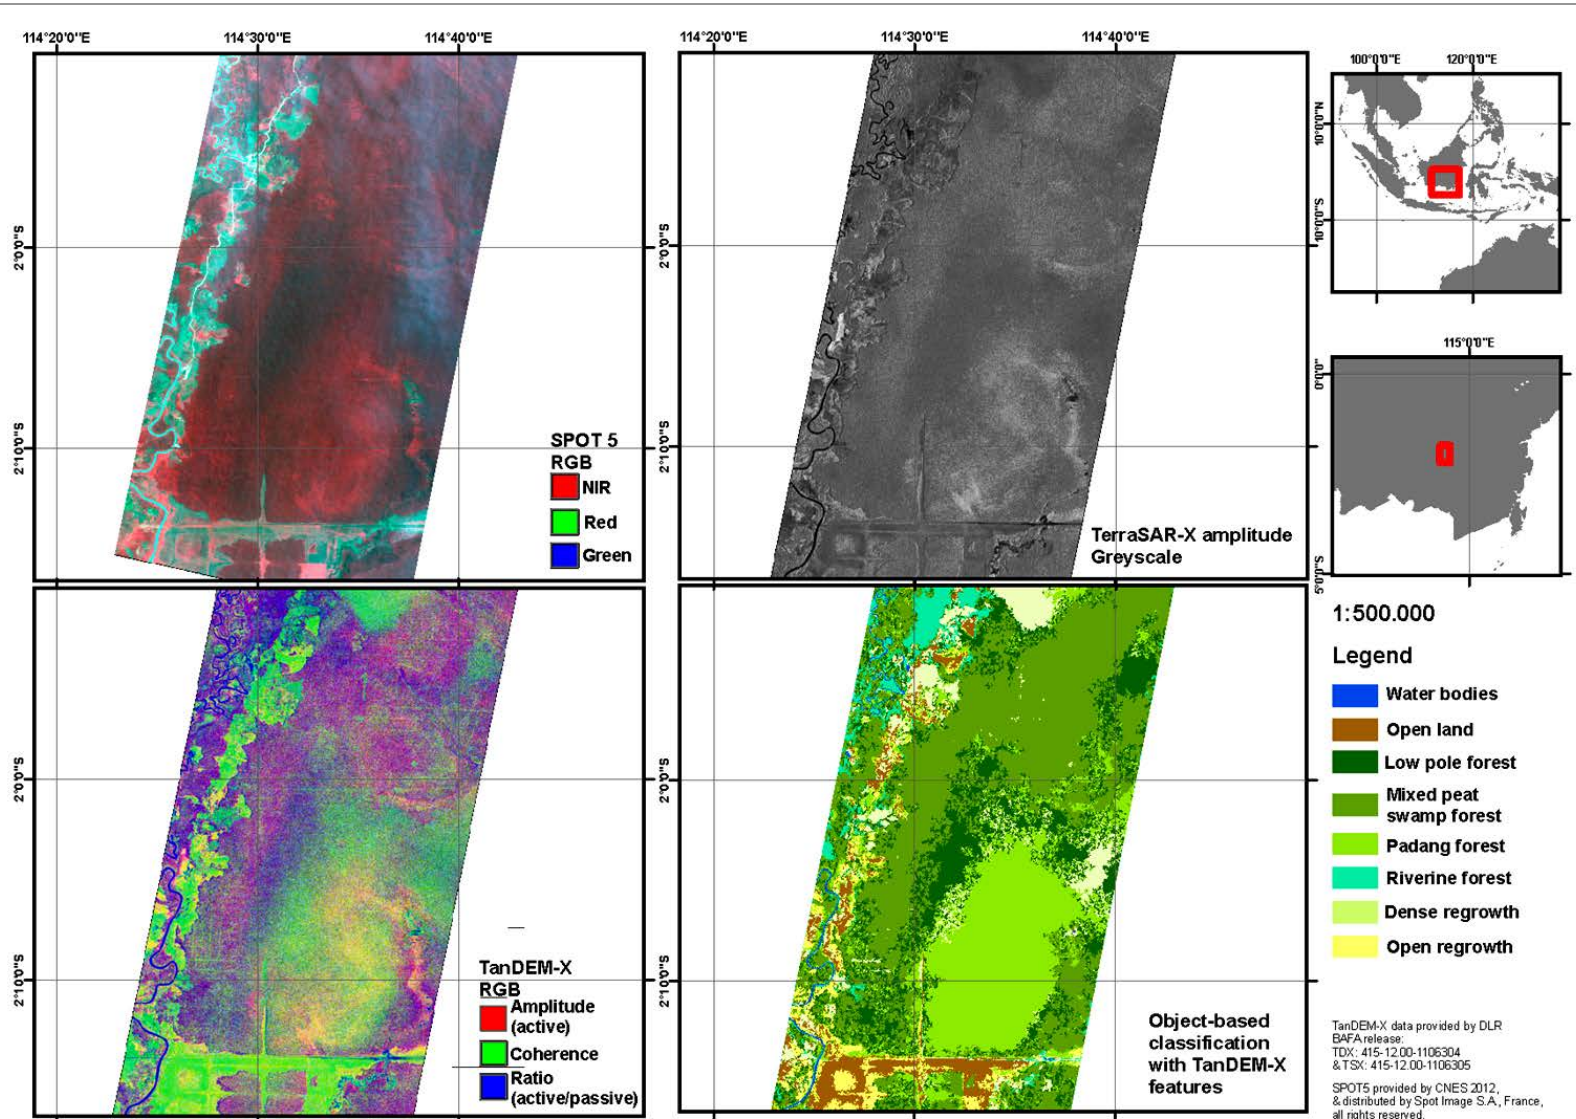 114°20'0"E 114°30'0"E 114°40'0"E
114°20'0"E 114°30'0"E 114°40'0"E
100°0'0"E 120°0'0"E
10°0'0"N
10°0'0"S
2°0'0"S
2°0'0"S
2°10'0"S
2°10'0"S
SPOT 5
RGB
NIR
Red
Green
TerraSAR-X amplitude
Greyscale
115°0'0"E
0°0'0"
5°0'0"S
2°0'0"S
2°0'0"S
2°10'0"S
2°10'0"S
TanDEM-X
RGB
Amplitude
(active)
Coherence
Ratio
(active/passive)
Object-based
classification
with TanDEM-X
features
1:500.000
Legend
Water bodies
Open land
Low pole forest
Mixed peat
swamp forest
Padang forest
Riverine forest
Dense regrowth
Open regrowth
TanDEM-X data provided by DLR
BAFA release:
TDX: 415-12.00-1106304
& TSX: 415-12.00-1106305
SPOT5 provided by CNES 2012,
& distributed by Spot Image S.A., France,
all rights reserved.